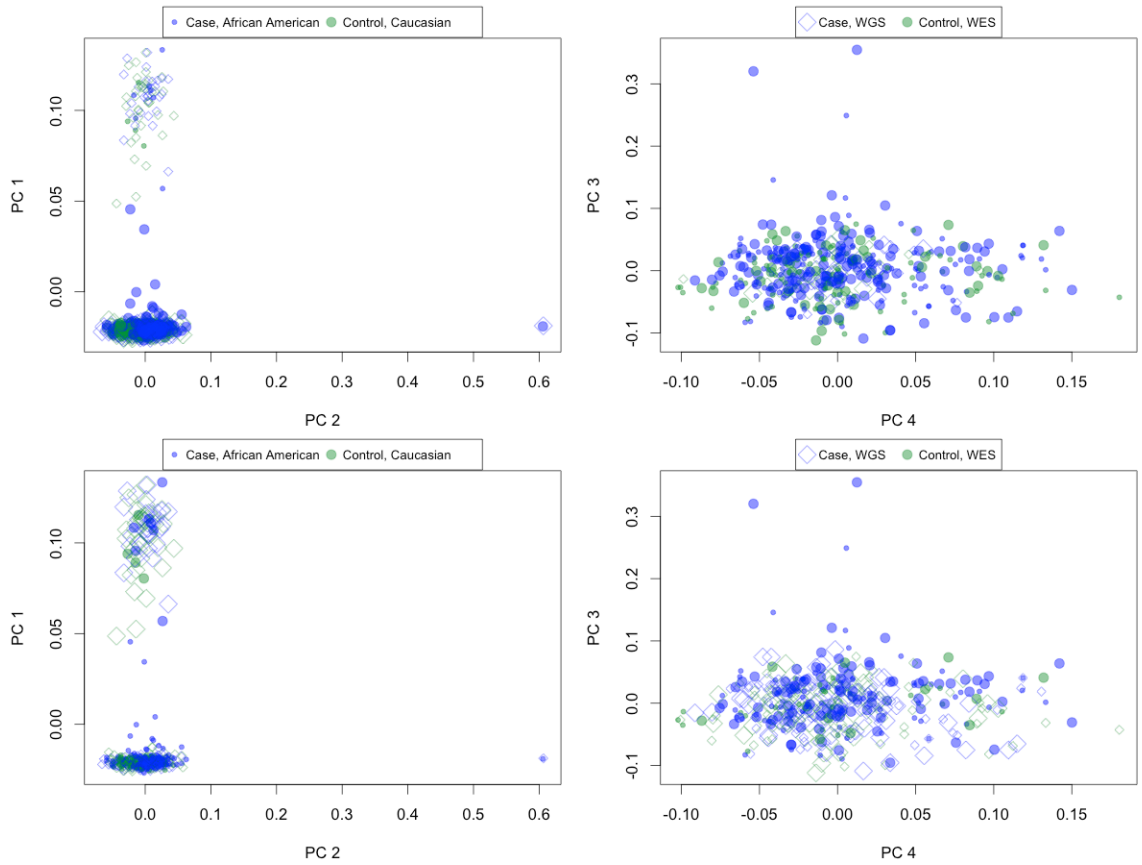 Case, African American Control, Caucasian
PC 1
0.00 0.05 0.10
0.0 0.1 0.2 0.3 0.4 0.5 0.6
PC 2
Case, WGS Control, WES
PC 3
-0.1 0.0 0.1 0.2 0.3
-0.10 -0.05 0.00 0.05 0.10 0.15
PC 4
Case, African American Control, Caucasian
PC 1
0.00 0.05 0.10
0.0 0.1 0.2 0.3 0.4 0.5 0.6
PC 2
Case, WGS Control, WES
PC 3
-0.1 0.0 0.1 0.2 0.3
-0.10 -0.05 0.00 0.05 0.10 0.15
PC 4